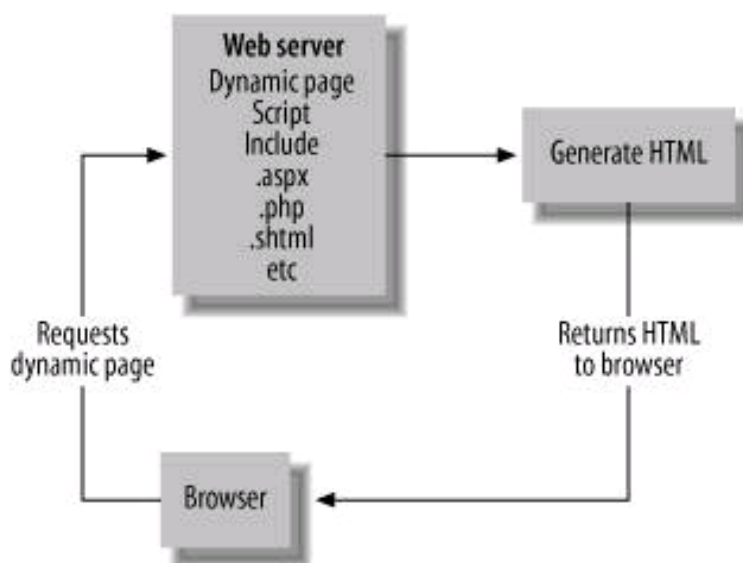 Web server
Dynamic page
Script
Include
.aspx
.php
.shtml
etc
Generate HTML
Requests
dynamic page
Returns HTML
to browser
Browser